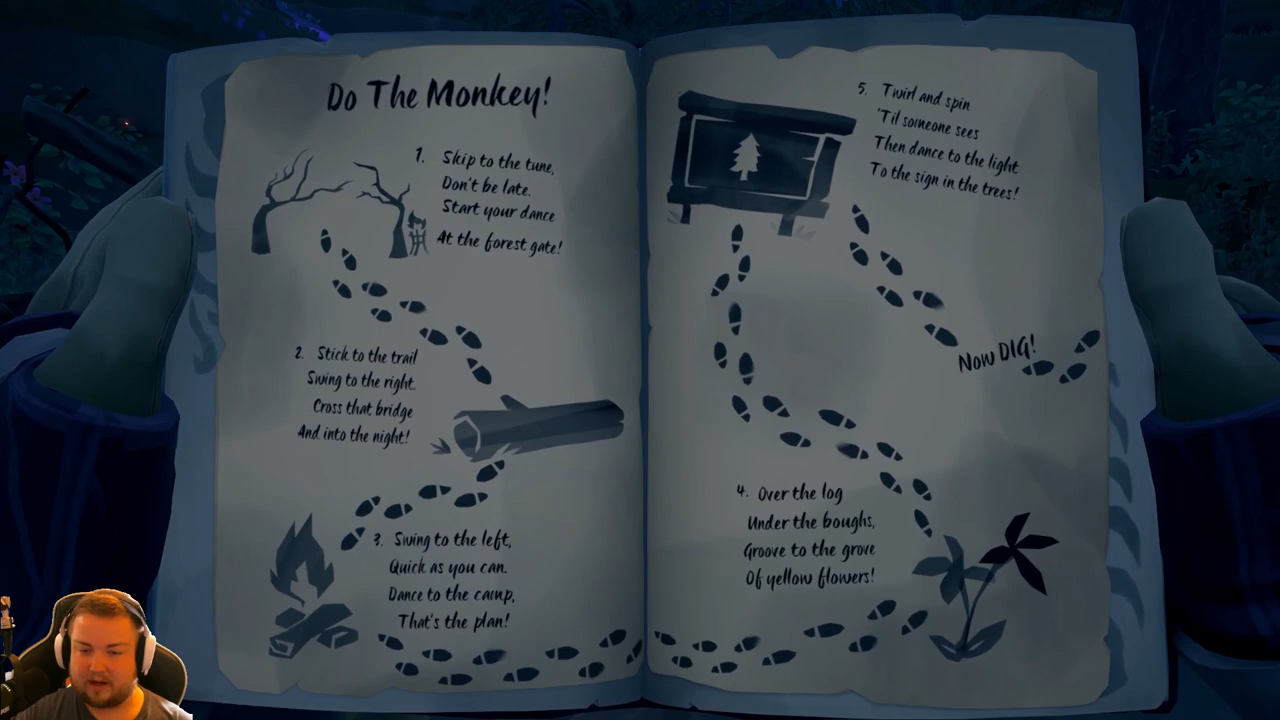 Do The Monkey!
1. Skip to the tune,
Don't be late.
Start your dance
At the forest gate!
2. Stick to the trail
Swing to the right.
Cross that bridge
And into the night!
3. Swing to the left,
Quick as you can.
Dance to the camp,
That's the plan!
4. Over the log
Under the boughs,
Groove to the grove
Of yellow flowers!
5. Twirl and spin
'Til someone sees
Then dance to the light
To the sign in the trees!
Now DIG!